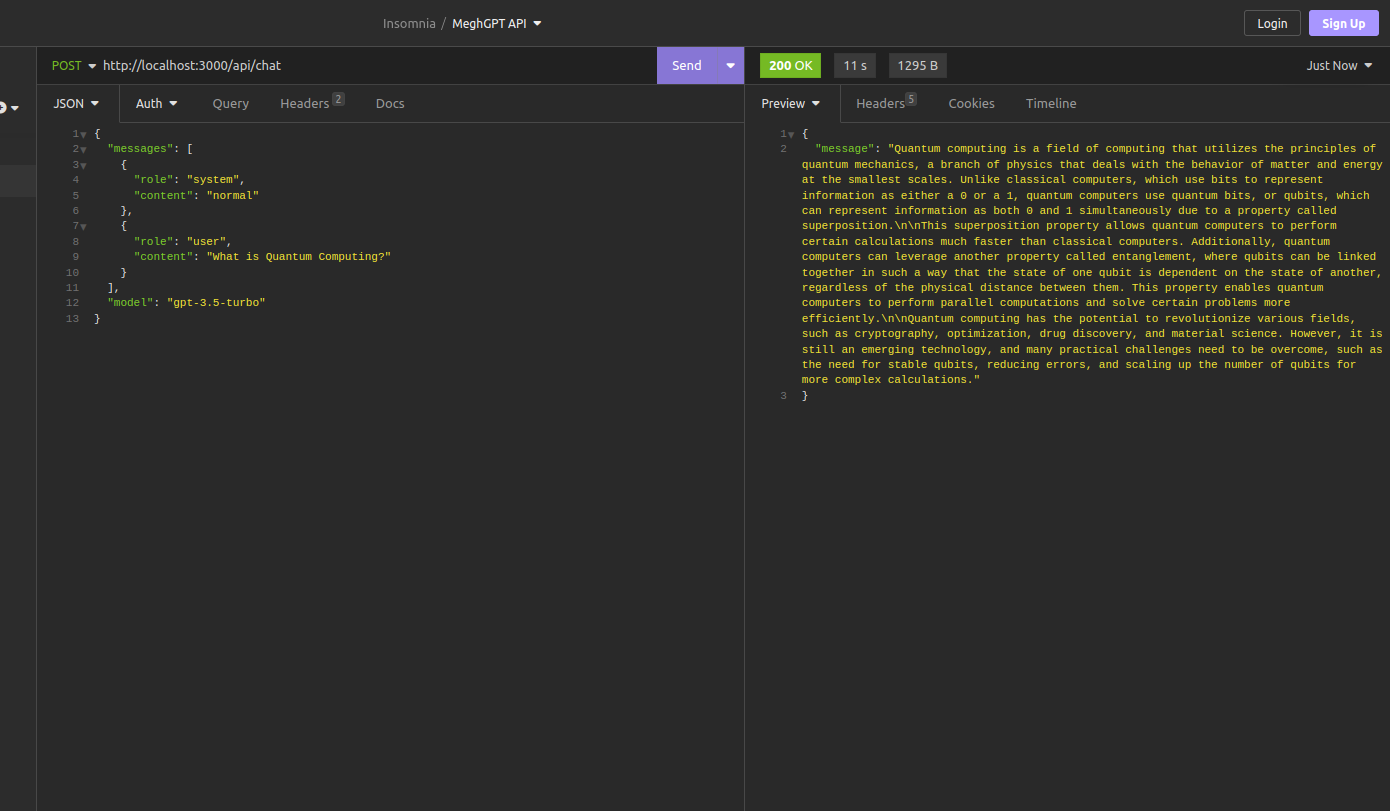 Insomnia / MeghGPT API
Login
Sign Up
POST http://localhost:3000/api/chat
Send
200 OK
11 s
1295 B
Just Now
JSON
Auth
Query
Headers 2
Docs
Preview
Headers 5
Cookies
Timeline
1 {
2 "messages": [
3 {
4 "role": "system",
5 "content": "normal"
6 },
7 {
8 "role": "user",
9 "content": "What is Quantum Computing?"
10 }
11 ],
12 "model": "gpt-3.5-turbo"
13 }
1 {
2 "message": "Quantum computing is a field of computing that utilizes the principles of
quantum mechanics, a branch of physics that deals with the behavior of matter and energy
at the smallest scales. Unlike classical computers, which use bits to represent
information as either a 0 or a 1, quantum computers use quantum bits, or qubits, which
can represent information as both 0 and 1 simultaneously due to a property called
superposition.\n\nThis superposition property allows quantum computers to perform
certain calculations much faster than classical computers. Additionally, quantum
computers can leverage another property called entanglement, where qubits can be linked
together in such a way that the state of one qubit is dependent on the state of another,
regardless of the physical distance between them. This property enables quantum
computers to perform parallel computations and solve certain problems more
efficiently.\n\nQuantum computing has the potential to revolutionize various fields,
such as cryptography, optimization, drug discovery, and material science. However, it is
still an emerging technology, and many practical challenges need to be overcome, such as
the need for stable qubits, reducing errors, and scaling up the number of qubits for
more complex calculations."
3 }